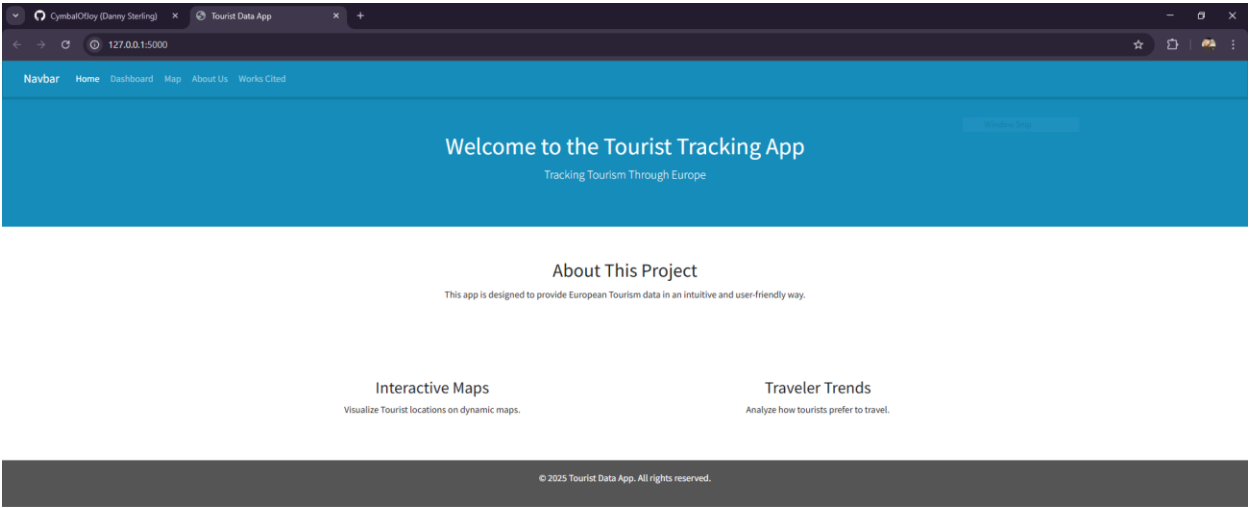 CymbalOfJoy (Danny Sterling)
Tourist Data App
127.0.0.1:5000
Navbar Home Dashboard Map About Us Works Cited
Window Snip
Welcome to the Tourist Tracking App
Tracking Tourism Through Europe
About This Project
This app is designed to provide European Tourism data in an intuitive and user-friendly way.
Interactive Maps
Visualize Tourist locations on dynamic maps.
Traveler Trends
Analyze how tourists prefer to travel.
© 2025 Tourist Data App. All rights reserved.